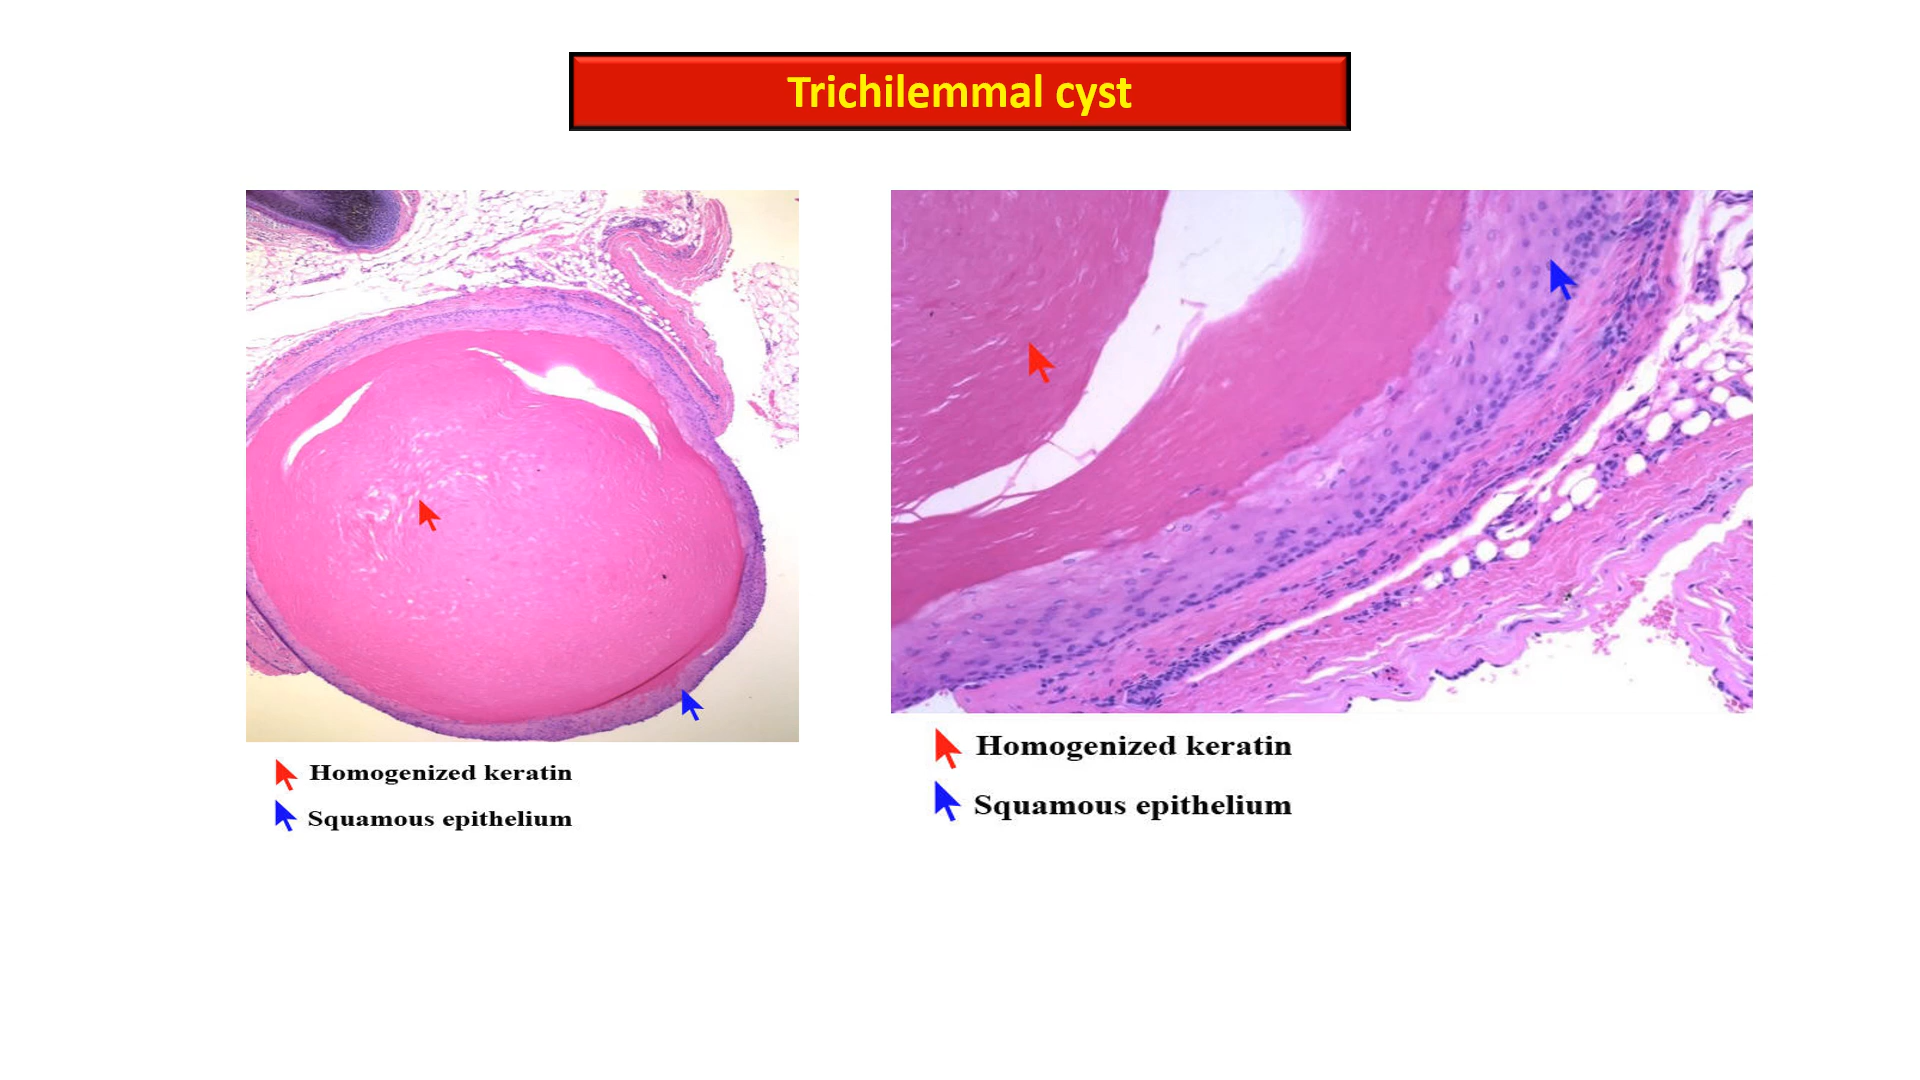 Trichilemmal cyst
Homogenized keratin
Squamous epithelium
Homogenized keratin
Squamous epithelium